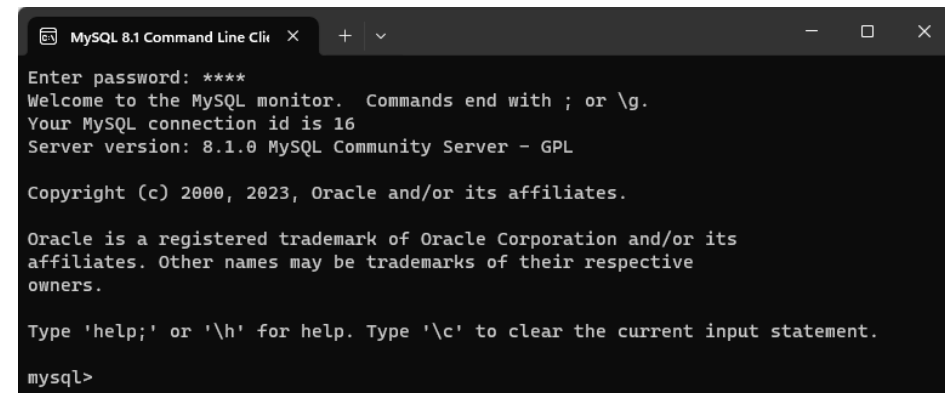 MySQL 8.1 Command Line Clie
Enter password: ****
Welcome to the MySQL monitor.  Commands end with ; or \g.
Your MySQL connection id is 16
Server version: 8.1.0 MySQL Community Server - GPL
Copyright (c) 2000, 2023, Oracle and/or its affiliates.
Oracle is a registered trademark of Oracle Corporation and/or its
affiliates. Other names may be trademarks of their respective
owners.
Type 'help;' or '\h' for help. Type '\c' to clear the current input statement.
mysql>